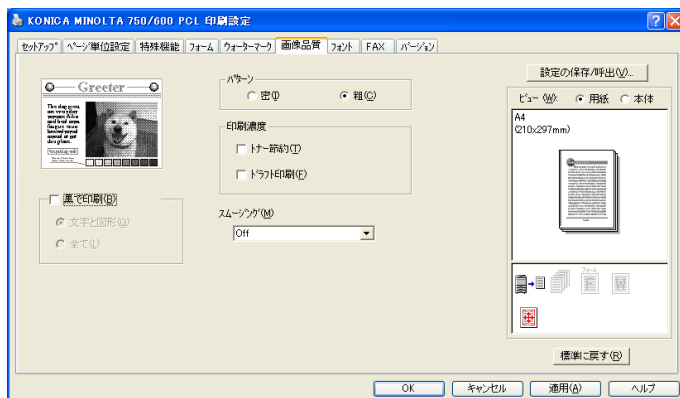 KONICA MINOLTA 750/600 PCL 印刷設定
セットアップ ページ単位設定 特殊機能 フォーム ウォーターマーク 画像品質 フォント FAX バージョン
Greeter
パターン
密(I)
粗(C)
印刷濃度
トナー節約(T)
ドラフト印刷(F)
黒で印刷(B)
文字と図形(G)
全て(L)
スムージング(M)
Off
設定の保存/呼出(V)...
ビュー(W): 用紙 本体
A4
(210x297mm)
フォーム
標準に戻す(R)
OK キャンセル 適用(A) ヘルプ